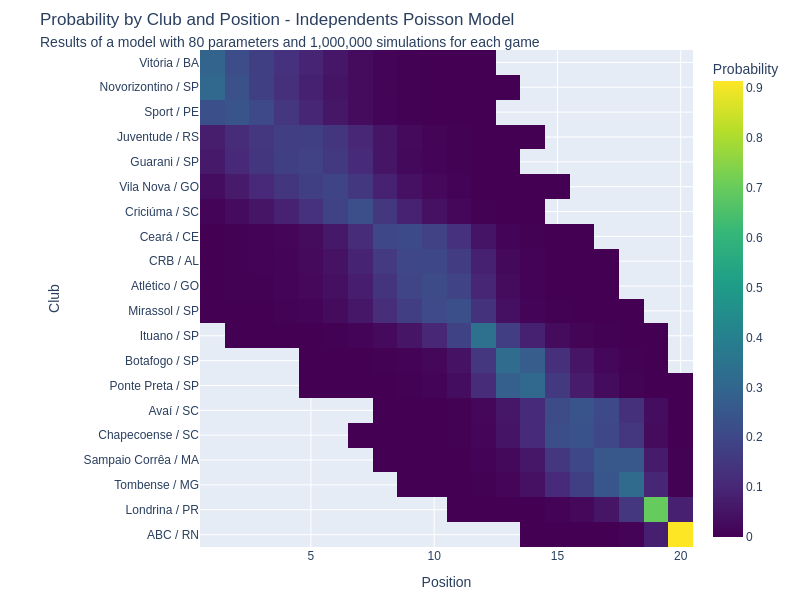 Probability by Club and Position - Independents Poisson Model
Results of a model with 80 parameters and 1,000,000 simulations for each game
Probability
Club
Vitória / BA
Novorizontino / SP
Sport / PE
Juventude / RS
Guarani / SP
Vila Nova / GO
Criciúma / SC
Ceará / CE
CRB / AL
Atlético / GO
Mirassol / SP
Ituano / SP
Botafogo / SP
Ponte Preta / SP
Avaí / SC
Chapecoense / SC
Sampaio Corrêa / MA
Tombense / MG
Londrina / PR
ABC / RN
0.9
0.8
0.7
0.6
0.5
0.4
0.3
0.2
0.1
0
5 10 15 20
Position